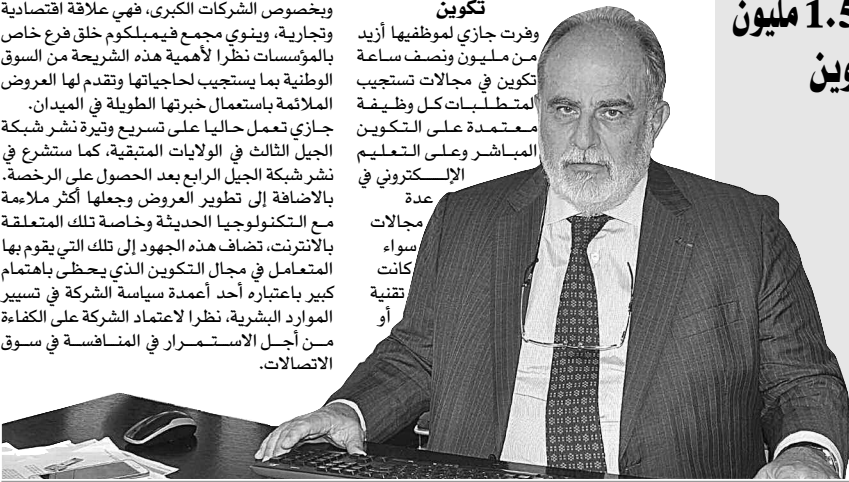 1.5 مليون
وين
تكوين
وفرت جازي لموظفيها أزيد
من مليون ونصف ساعة
تكوين في مجالات تستجيب
لمتطلبات كل وظيفة
معتمدة على التكوين
المباشر وعلى التعليم
الإلكتروني في
عدة
مجالات
سواء
كانت
تقنية
أو
وبخصوص الشركات الكبرى، فهي علاقة اقتصادية
وتجارية، وينوي مجمع فيمبلكوم خلق فرع خاص
بالمؤسسات نظرا لأهمية هذه الشريحة من السوق
الوطنية بما يستجيب لحاجياتها وتقدم لها العروض
الملائمة باستعمال خبرتها الطويلة في الميدان.
جازي تعمل حاليا على تسريع وتيرة نشر شبكة
الجيل الثالث في الولايات المتبقية، كما ستشرع في
نشر شبكة الجيل الرابع بعد الحصول على الرخصة.
بالاضافة إلى تطوير العروض وجعلها أكثر ملاءمة
مع التكنولوجيا الحديثة وخاصة تلك المتعلقة
بالانترنت، تضاف هذه الجهود إلى تلك التي يقوم بها
المتعامل في مجال التكوين الذي يحظى باهتمام
كبير باعتباره أحد أعمدة سياسة الشركة في تسيير
الموارد البشرية، نظرا لاعتماد الشركة على الكفاءة
من أجل الاستمرار في المنافسة في سوق
الاتصالات.